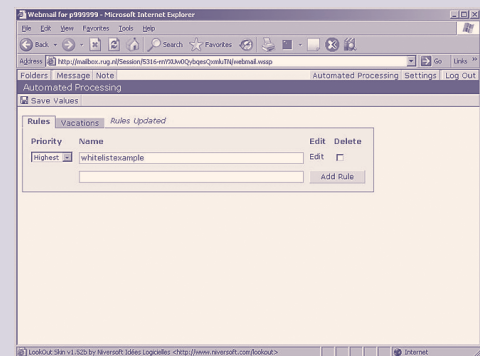 Webmail for p999999 - Microsoft Internet Explorer
File Edit View Favorites Tools Help
Back Search Favorites
Address http://mailbox.rug.nl/Session/5316-rmYXUw0QybqesQxmluTN/webmail.wssp Go Links »
Folders Message Note Automated Processing Settings Log Out
Automated Processing
Save Values
Rules Vacations Rules Updated
Priority Name Edit Delete
Highest whitelistexample Edit
Add Rule
LookOut Skin v1.52b by Niversoft Idées Logicielles <http://www.niversoft.com/lookout> Internet